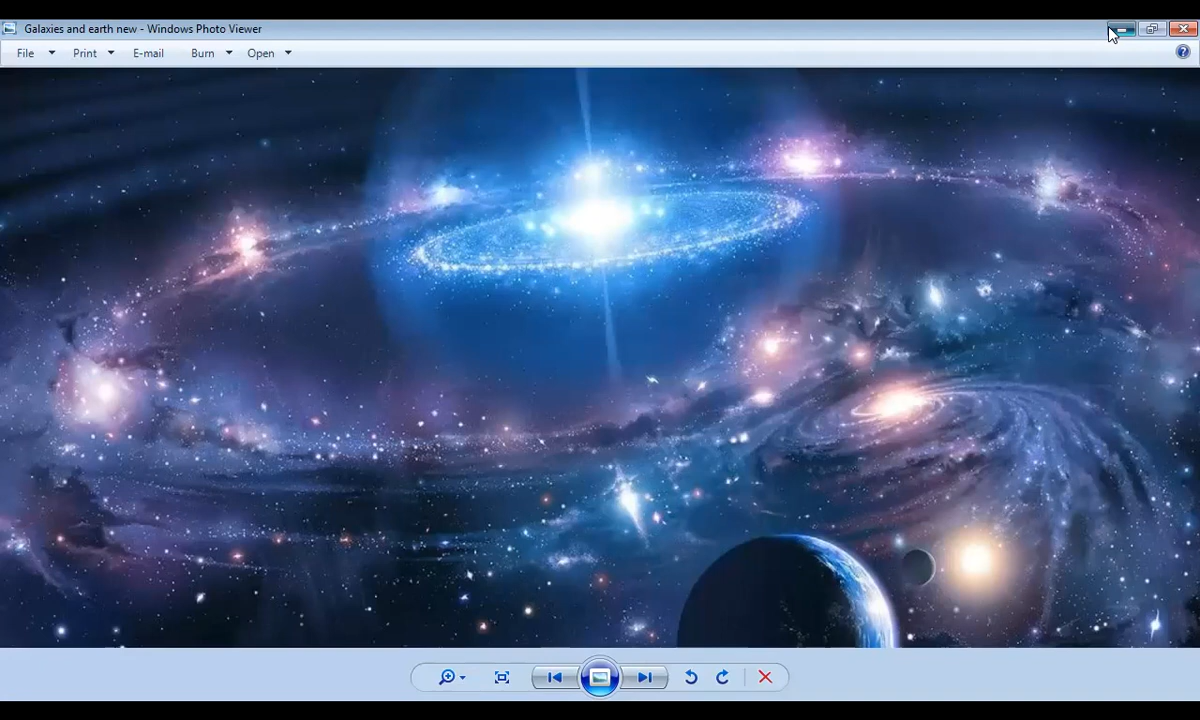 Galaxies and earth new - Windows Photo Viewer
File Print E-mail Burn Open